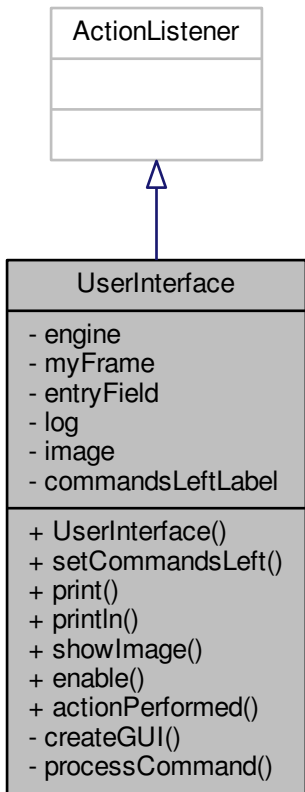 ActionListener
UserInterface
- engine
- myFrame
- entryField
- log
- image
- commandsLeftLabel
+ UserInterface()
+ setCommandsLeft()
+ print()
+ println()
+ showImage()
+ enable()
+ actionPerformed()
- createGUI()
- processCommand()